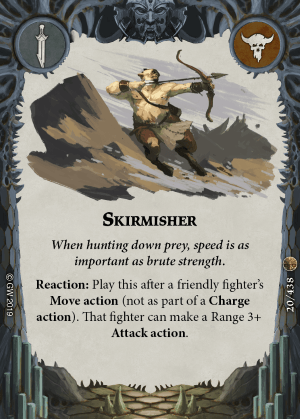 SKIRMISHER
When hunting down prey, speed is as
important as brute strength.
Reaction: Play this after a friendly fighter's
Move action (not as part of a Charge
action). That fighter can make a Range 3+
Attack action.
© GW 2019
20/438